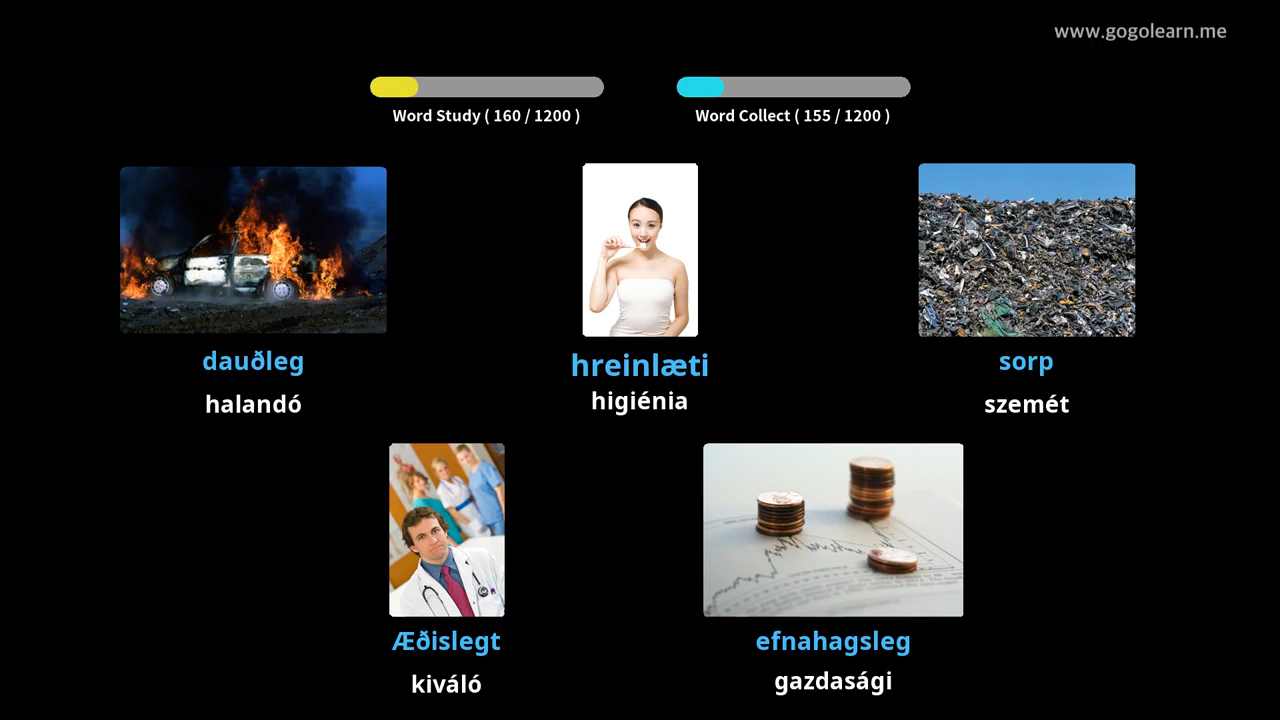 www.gogolearn.me
Word Study ( 160 / 1200 )
Word Collect ( 155 / 1200 )
dauðleg
halandó
hreinlæti
higiénia
sorp
szemét
Æðislegt
kiváló
efnahagsleg
gazdasági